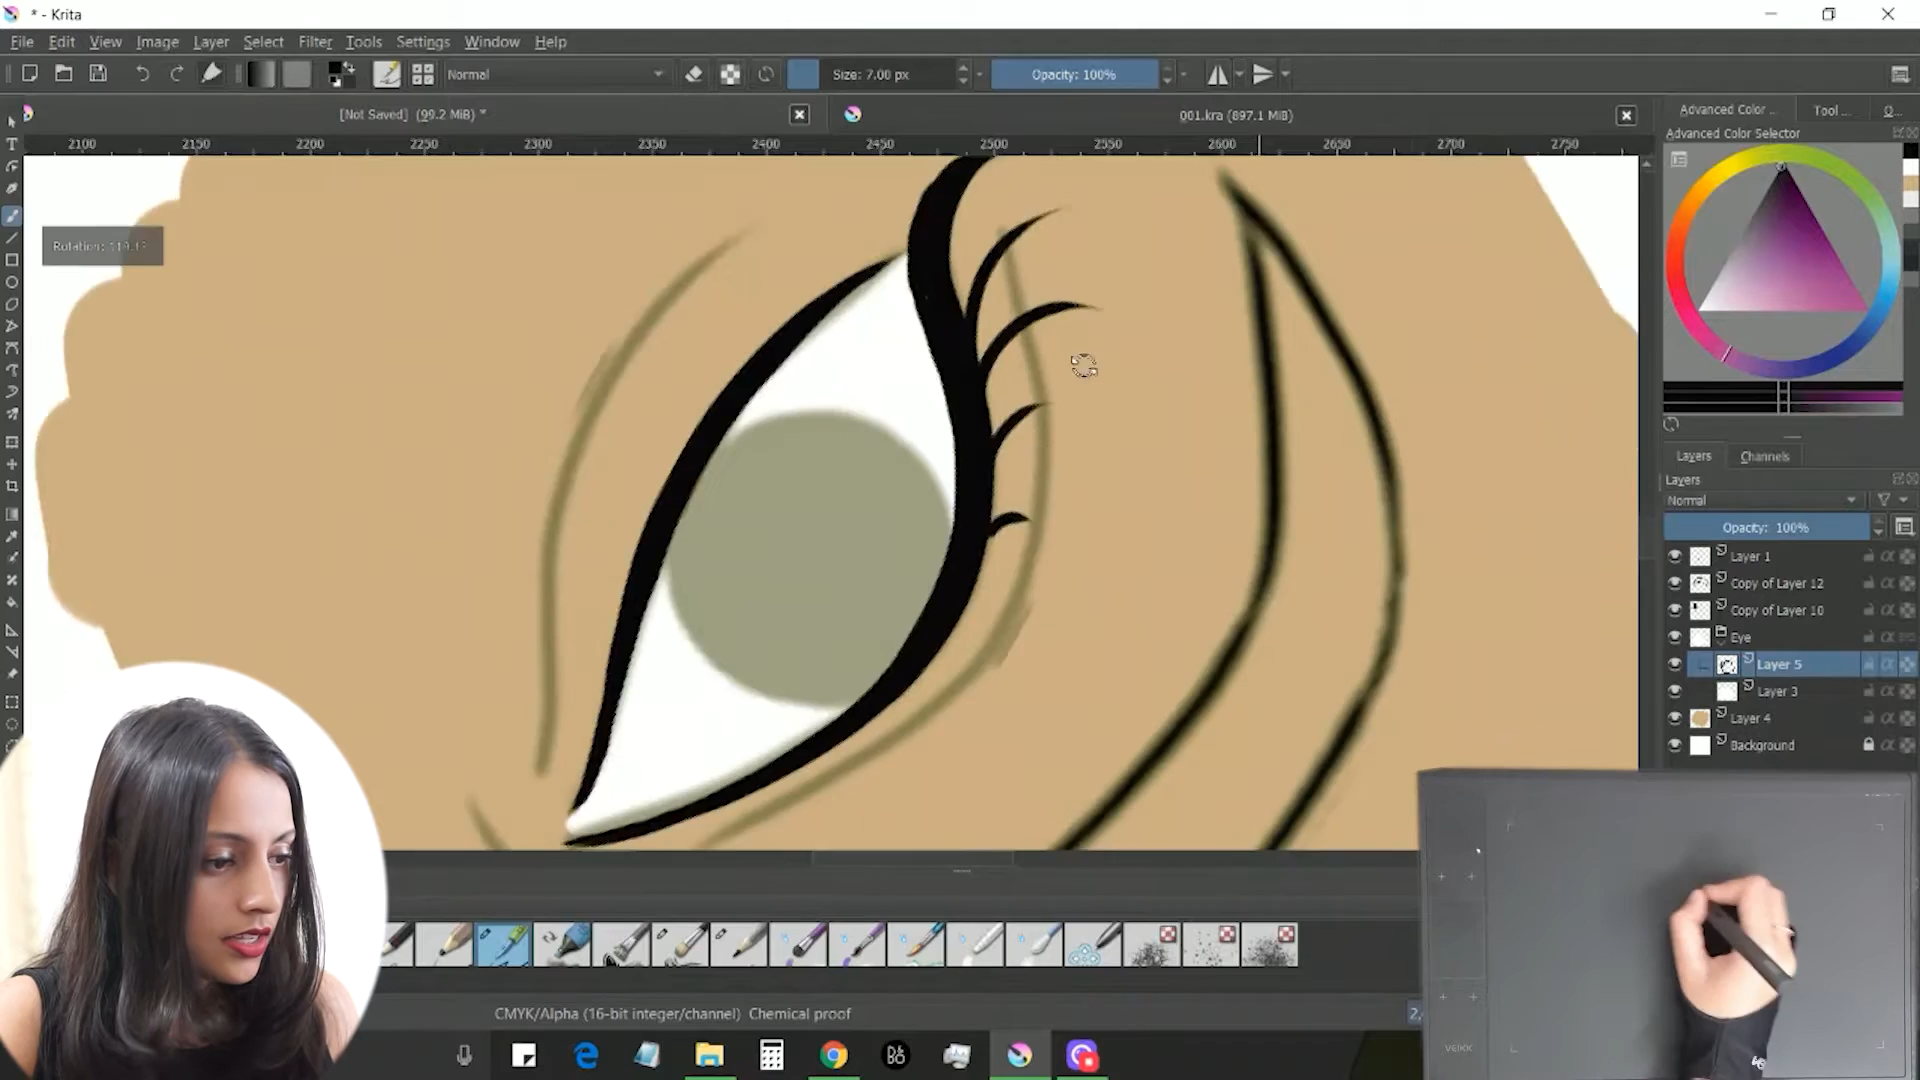 * - Krita
File Edit View Image Layer Select Filter Tools Settings Window Help
Normal Size: 7.00 px Opacity: 100%
[Not Saved] (99.2 MiB) * 001.kra (897.1 MiB) Advanced Color ... Tool ... O...
Advanced Color Selector
2100 2150 2200 2250 2300 2350 2400 2450 2500 2550 2600 2650 2700 2750
Layers Channels
Layers
Normal
Opacity: 100%
Layer 1
Copy of Layer 12
Copy of Layer 10
Eye
Layer 5
Layer 3
Layer 4
Background
CMYK/Alpha (16-bit integer/channel) Chemical proof
VEIKK